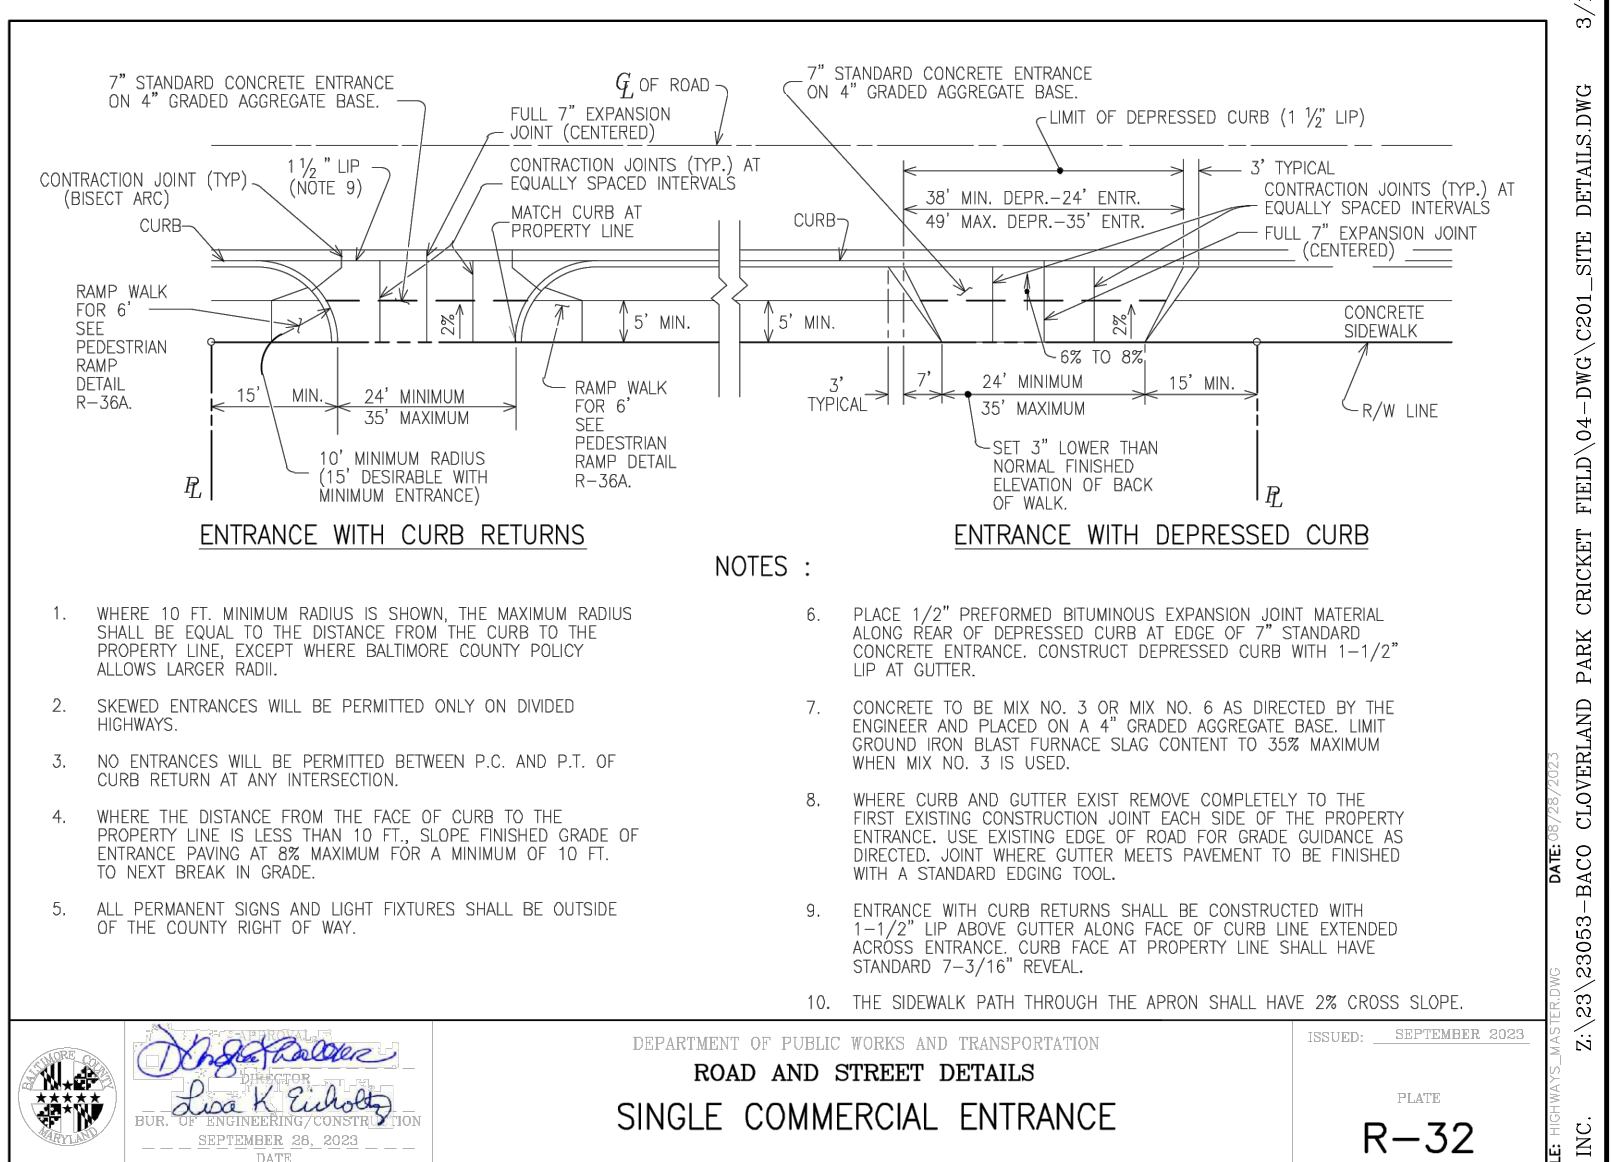 7” STANDARD CONCRETE ENTRANCE
ON 4” GRADED AGGREGATE BASE.
CL OF ROAD
FULL 7” EXPANSION
JOINT (CENTERED)
1 1/2” LIP
(NOTE 9)
CONTRACTION JOINTS (TYP.) AT
EQUALLY SPACED INTERVALS
CONTRACTION JOINT (TYP)
(BISECT ARC)
CURB
MATCH CURB AT
PROPERTY LINE
RAMP WALK
FOR 6'
SEE
PEDESTRIAN
RAMP
DETAIL
R-36A.
2%
5' MIN.
15' MIN.
24' MINIMUM
35' MAXIMUM
10' MINIMUM RADIUS
(15' DESIRABLE WITH
MINIMUM ENTRANCE)
RAMP WALK
FOR 6'
SEE
PEDESTRIAN
RAMP DETAIL
R-36A.
PL
ENTRANCE WITH CURB RETURNS
7” STANDARD CONCRETE ENTRANCE
ON 4” GRADED AGGREGATE BASE.
LIMIT OF DEPRESSED CURB (1 1/2” LIP)
3' TYPICAL
38' MIN. DEPR.-24' ENTR.
49' MAX. DEPR.-35' ENTR.
CONTRACTION JOINTS (TYP.) AT
EQUALLY SPACED INTERVALS
FULL 7” EXPANSION JOINT
(CENTERED)
CURB
5' MIN.
2%
CONCRETE
SIDEWALK
6% TO 8%
3'
TYPICAL
7'
24' MINIMUM
35' MAXIMUM
15' MIN.
R/W LINE
SET 3” LOWER THAN
NORMAL FINISHED
ELEVATION OF BACK
OF WALK.
PL
ENTRANCE WITH DEPRESSED CURB
NOTES :
1. WHERE 10 FT. MINIMUM RADIUS IS SHOWN, THE MAXIMUM RADIUS
SHALL BE EQUAL TO THE DISTANCE FROM THE CURB TO THE
PROPERTY LINE, EXCEPT WHERE BALTIMORE COUNTY POLICY
ALLOWS LARGER RADII.
2. SKEWED ENTRANCES WILL BE PERMITTED ONLY ON DIVIDED
HIGHWAYS.
3. NO ENTRANCES WILL BE PERMITTED BETWEEN P.C. AND P.T. OF
CURB RETURN AT ANY INTERSECTION.
4. WHERE THE DISTANCE FROM THE FACE OF CURB TO THE
PROPERTY LINE IS LESS THAN 10 FT., SLOPE FINISHED GRADE OF
ENTRANCE PAVING AT 8% MAXIMUM FOR A MINIMUM OF 10 FT.
TO NEXT BREAK IN GRADE.
5. ALL PERMANENT SIGNS AND LIGHT FIXTURES SHALL BE OUTSIDE
OF THE COUNTY RIGHT OF WAY.
6. PLACE 1/2” PREFORMED BITUMINOUS EXPANSION JOINT MATERIAL
ALONG REAR OF DEPRESSED CURB AT EDGE OF 7” STANDARD
CONCRETE ENTRANCE. CONSTRUCT DEPRESSED CURB WITH 1-1/2”
LIP AT GUTTER.
7. CONCRETE TO BE MIX NO. 3 OR MIX NO. 6 AS DIRECTED BY THE
ENGINEER AND PLACED ON A 4” GRADED AGGREGATE BASE. LIMIT
GROUND IRON BLAST FURNACE SLAG CONTENT TO 35% MAXIMUM
WHEN MIX NO. 3 IS USED.
8. WHERE CURB AND GUTTER EXIST REMOVE COMPLETELY TO THE
FIRST EXISTING CONSTRUCTION JOINT EACH SIDE OF THE PROPERTY
ENTRANCE. USE EXISTING EDGE OF ROAD FOR GRADE GUIDANCE AS
DIRECTED. JOINT WHERE GUTTER MEETS PAVEMENT TO BE FINISHED
WITH A STANDARD EDGING TOOL.
9. ENTRANCE WITH CURB RETURNS SHALL BE CONSTRUCTED WITH
1-1/2” LIP ABOVE GUTTER ALONG FACE OF CURB LINE EXTENDED
ACROSS ENTRANCE. CURB FACE AT PROPERTY LINE SHALL HAVE
STANDARD 7-3/16” REVEAL.
10. THE SIDEWALK PATH THROUGH THE APRON SHALL HAVE 2% CROSS SLOPE.
BALTIMORE COUNTY
MARYLAND
APPROVALS
DIRECTOR
Lisa K Eicholtz
BUR. OF ENGINEERING/CONSTRUCTION
SEPTEMBER 28, 2023
DATE
DEPARTMENT OF PUBLIC WORKS AND TRANSPORTATION
ROAD AND STREET DETAILS
SINGLE COMMERCIAL ENTRANCE
ISSUED: SEPTEMBER 2023
PLATE
R-32
HIGHWAYS_MASTER.DWG DATE: 08/28/2023
INC. Z:\23\23053-BACO CLOVERLAND PARK CRICKET FIELD\04-DWG\C201_SITE DETAILS.DWG